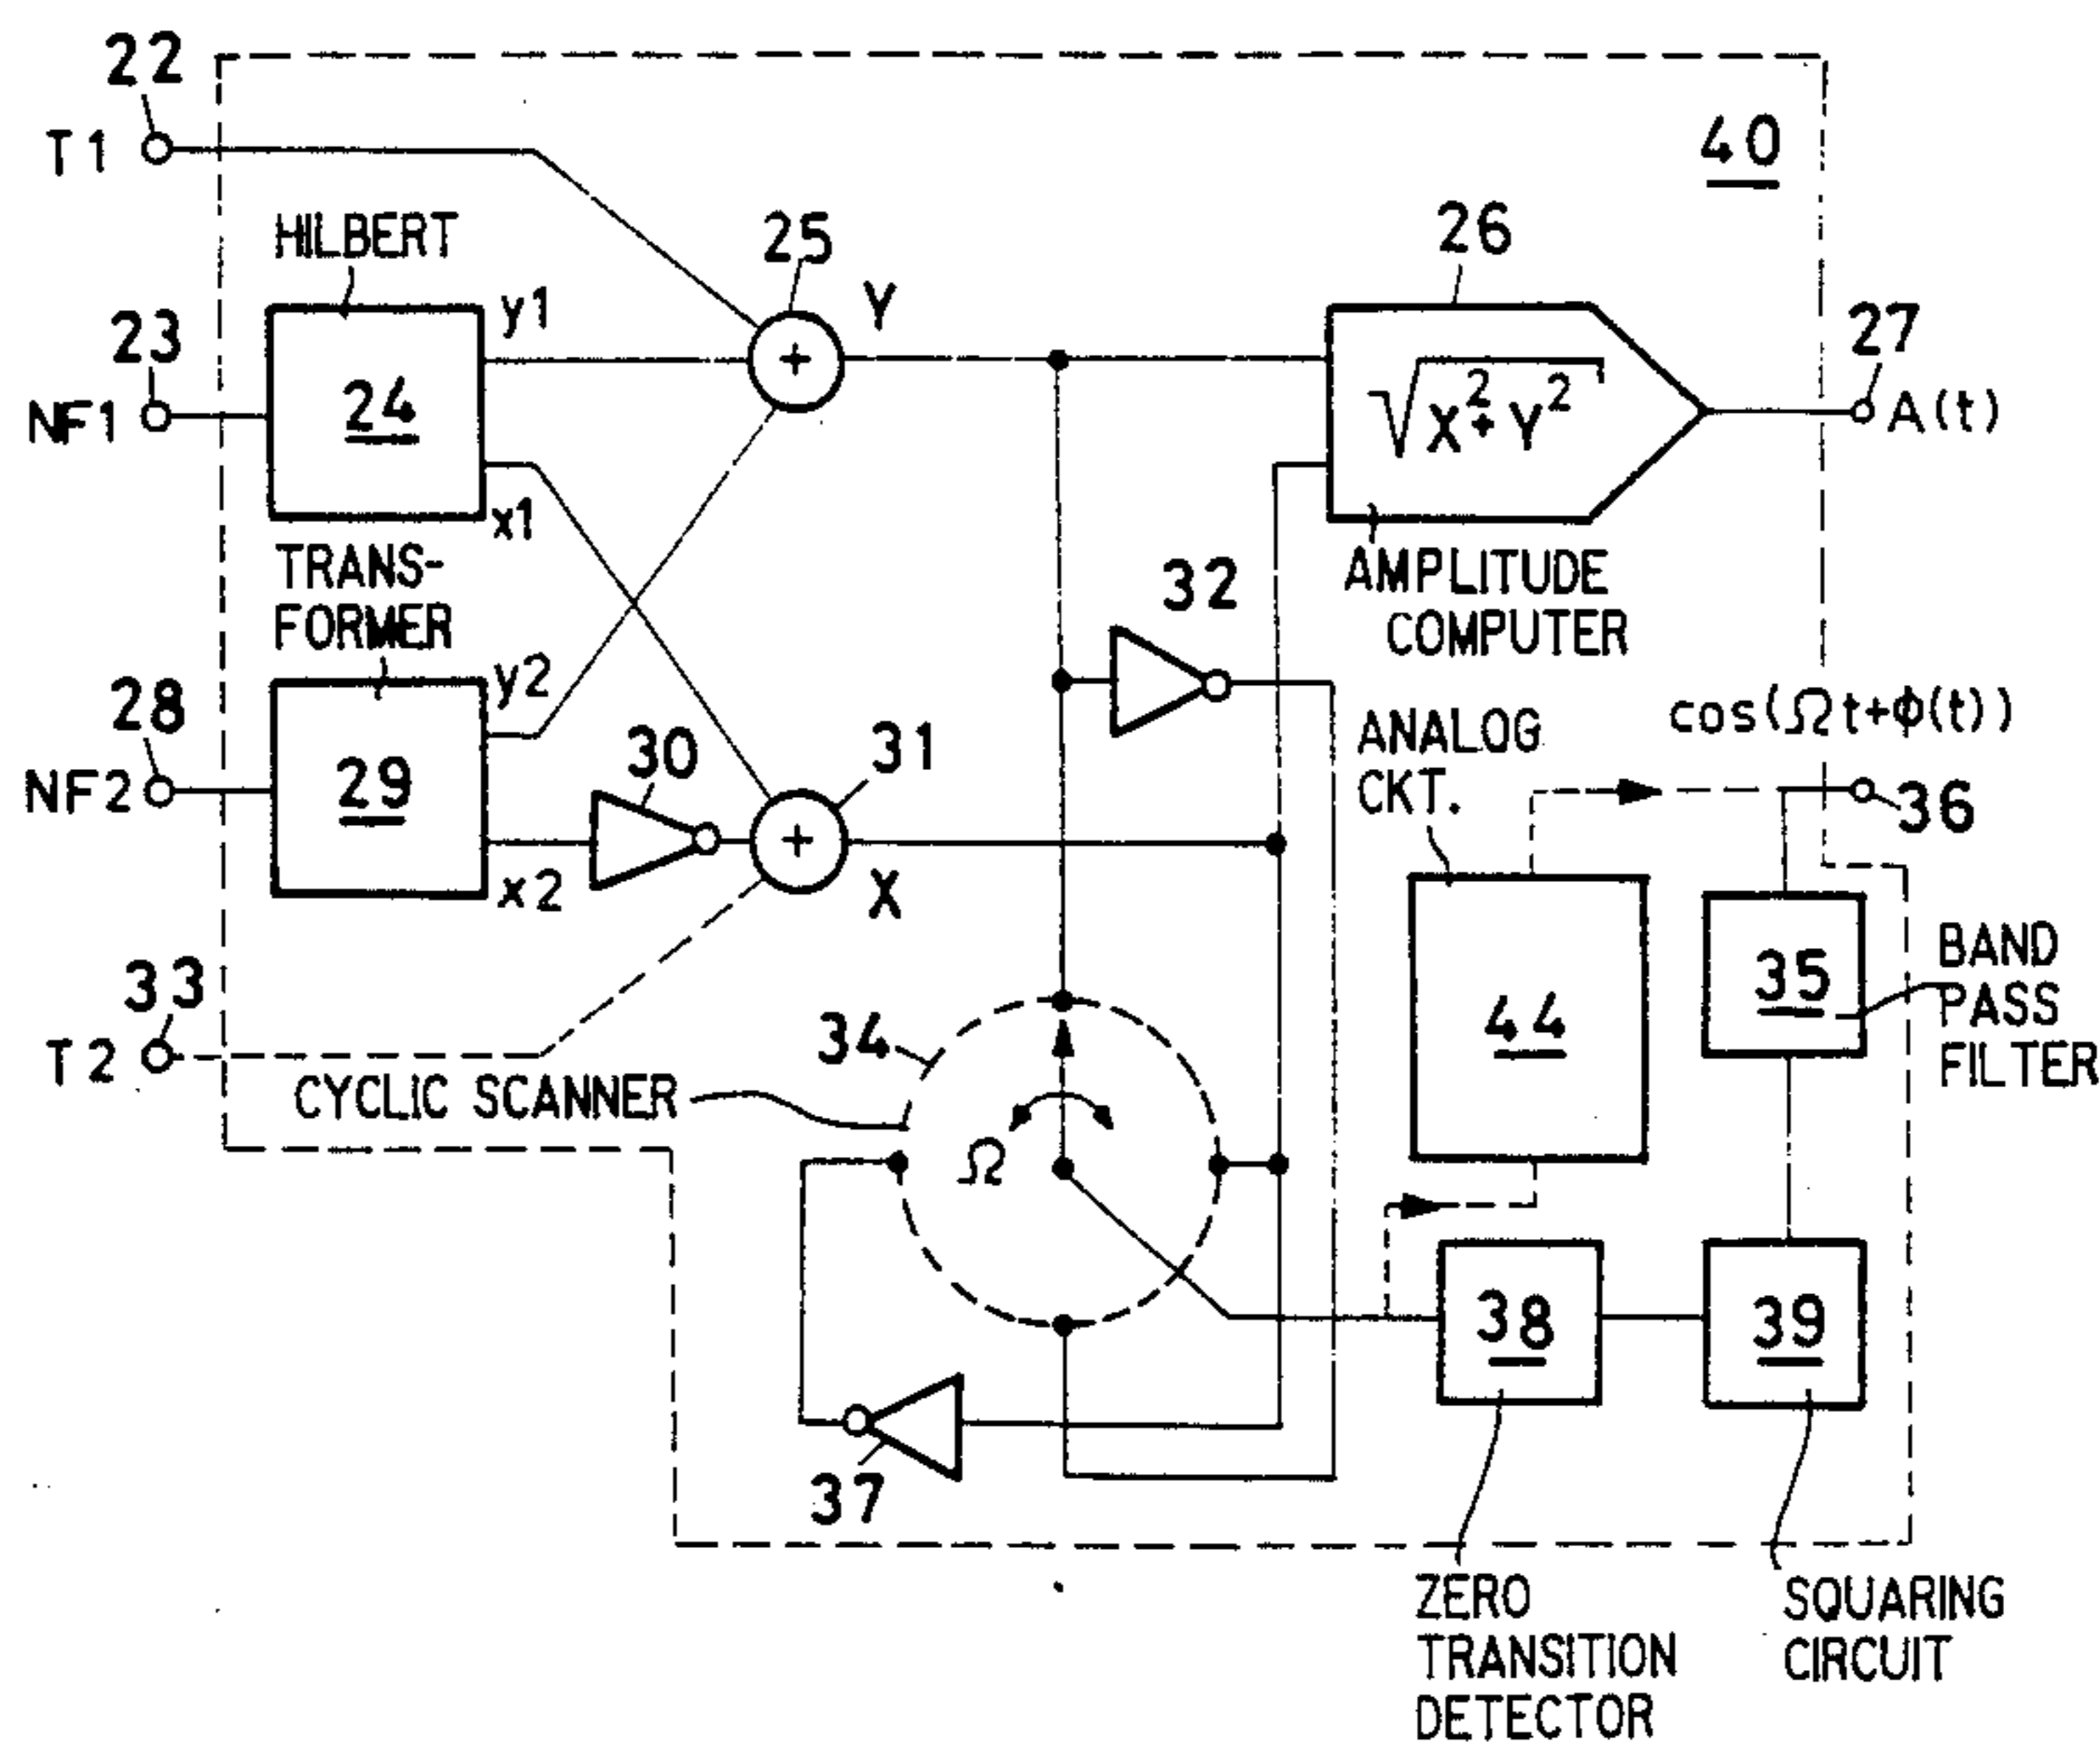 22
T1
40
HILBERT
25
Y
26
y1
23
NF1
24
√X²+Y²
27
A(t)
x1
TRANS-
FORMER
32
AMPLITUDE
COMPUTER
y2
28
NF2
29
30
31
ANALOG
CKT.
cos(Ωt+ϕ(t))
36
x2
X
33
T2
34
CYCLIC SCANNER
Ω
44
35
BAND
PASS
FILTER
38
39
37
ZERO
TRANSITION
DETECTOR
SQUARING
CIRCUIT
+
+